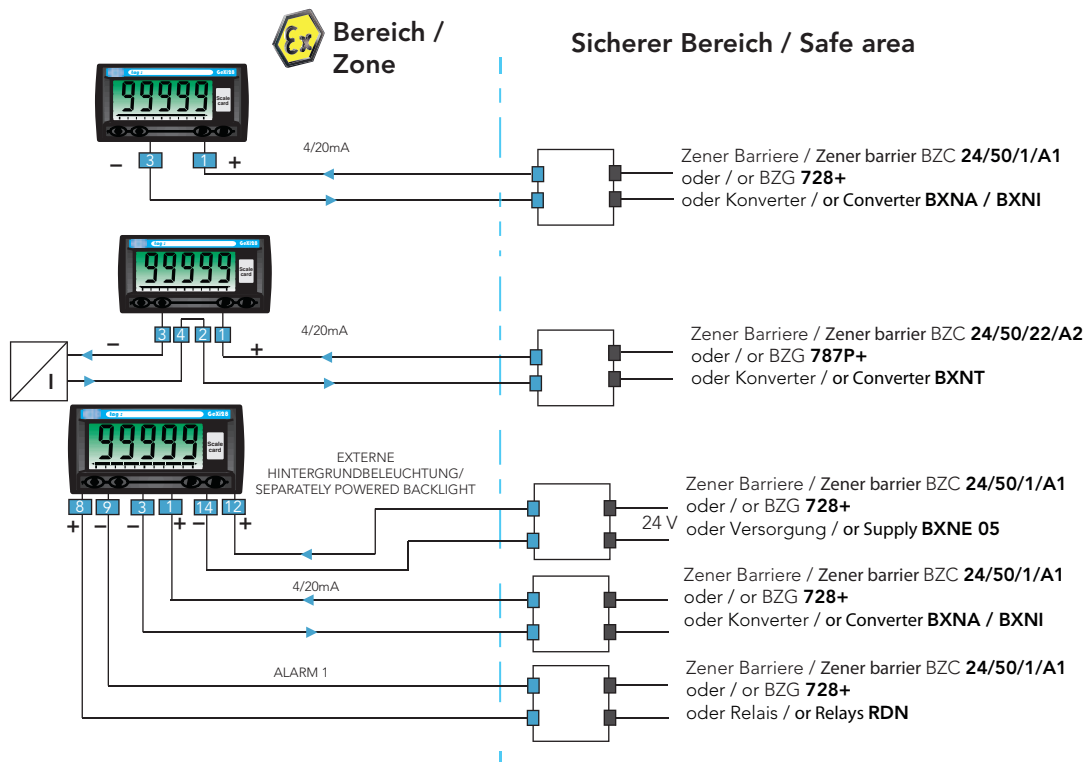 Ex
Bereich /
Zone
Sicherer Bereich / Safe area
tag : GeXi88
99999
Scale
card
− 3 1 +
4/20mA
Zener Barriere / Zener barrier BZC 24/50/1/A1
oder / or BZG 728+
oder Konverter / or Converter BXNA / BXNI
tag : GeXi88
99999
Scale
card
− 3 4 2 1 +
4/20mA
I
Zener Barriere / Zener barrier BZC 24/50/22/A2
oder / or BZG 787P+
oder Konverter / or Converter BXNT
tag : GeXi88
99999
Scale
card
8 9 3 1 14 12
+ − − + − +
EXTERNE
HINTERGRUNDBELEUCHTUNG/
SEPARATELY POWERED BACKLIGHT
24 V
Zener Barriere / Zener barrier BZC 24/50/1/A1
oder / or BZG 728+
oder Versorgung / or Supply BXNE 05
4/20mA
Zener Barriere / Zener barrier BZC 24/50/1/A1
oder / or BZG 728+
oder Konverter / or Converter BXNA / BXNI
ALARM 1
Zener Barriere / Zener barrier BZC 24/50/1/A1
oder / or BZG 728+
oder Relais / or Relays RDN